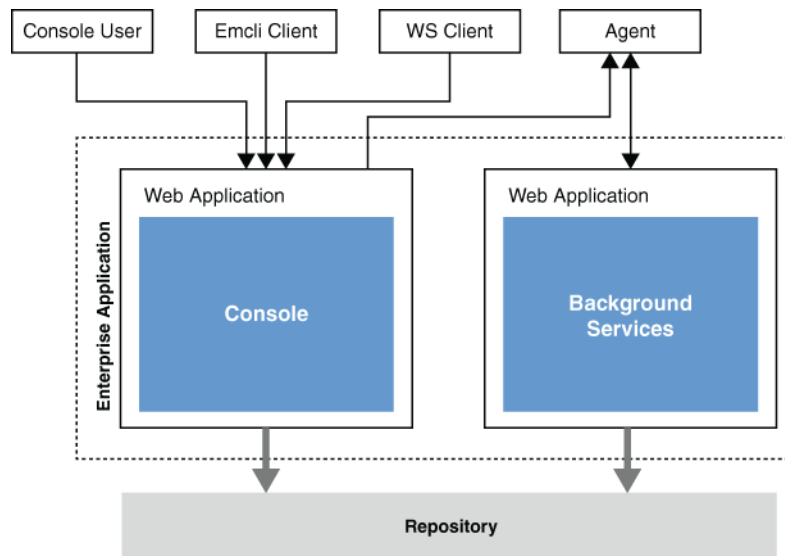 Console User
Emcli Client
WS Client
Agent
Enterprise Application
Web Application
Console
Web Application
Background
Services
Repository